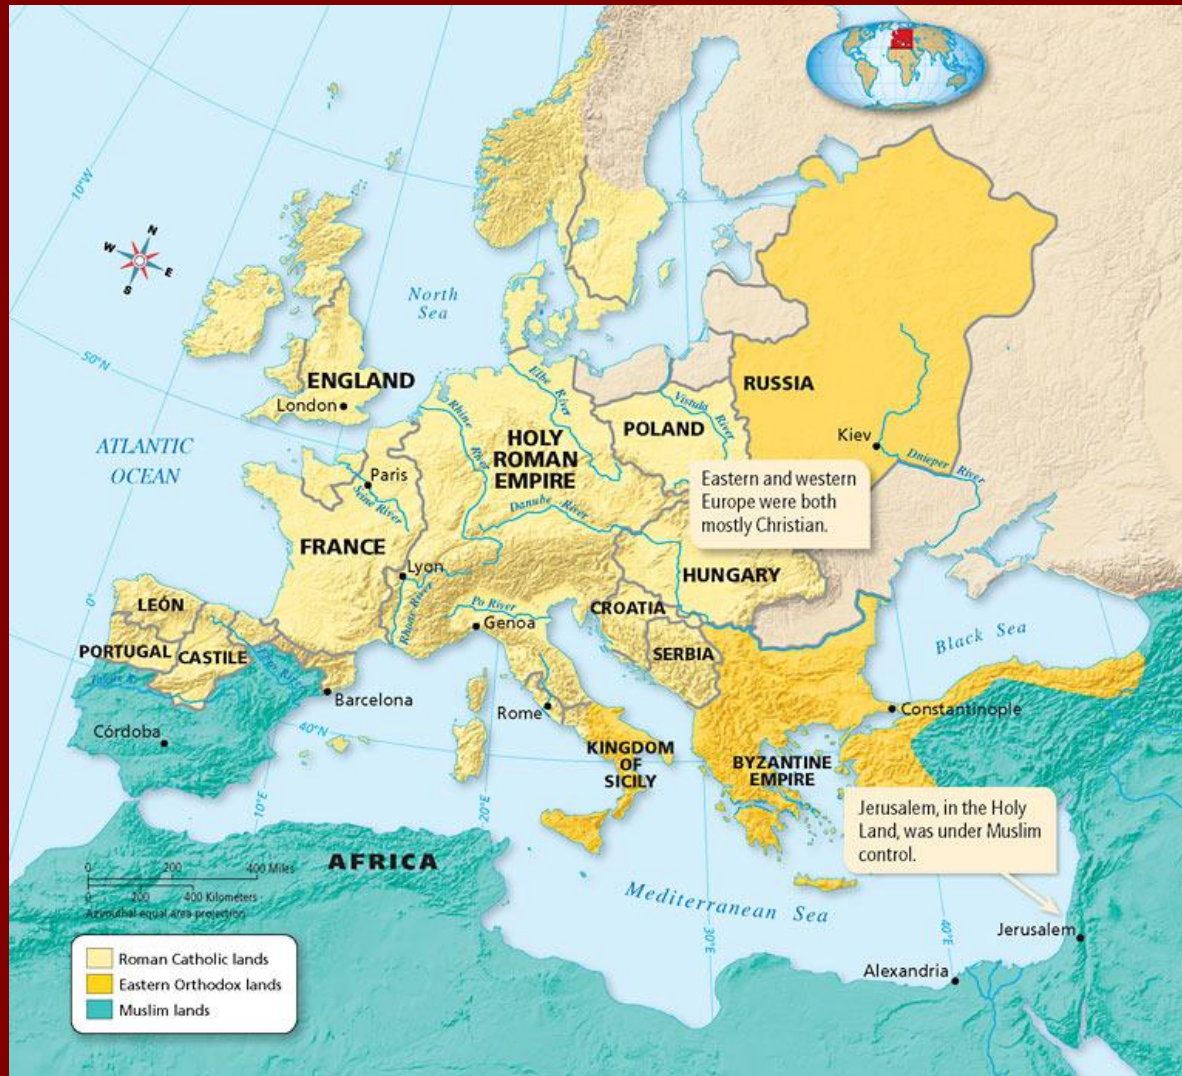 N
W
E
S
10°W
50°N
0°
North
Sea
ATLANTIC
OCEAN
ENGLAND
London
Paris
Seine River
FRANCE
Lyon
Rhone River
Rhine
River
Elbe
River
HOLY
ROMAN
EMPIRE
Danube River
POLAND
Vistula
River
RUSSIA
Kiev
Dnieper River
Eastern and western
Europe were both
mostly Christian.
HUNGARY
CROATIA
SERBIA
Po River
Genoa
Rome
LEÓN
PORTUGAL
CASTILE
Barcelona
Córdoba
40°N
10°E
20°E
30°E
40°E
KINGDOM
OF
SICILY
BYZANTINE
EMPIRE
Constantinople
Black Sea
Jerusalem, in the Holy
Land, was under Muslim
control.
Mediterranean Sea
Jerusalem
Alexandria
AFRICA
0 200 400 Miles
0 200 400 Kilometers
Azimuthal equal area projection
Roman Catholic lands
Eastern Orthodox lands
Muslim lands